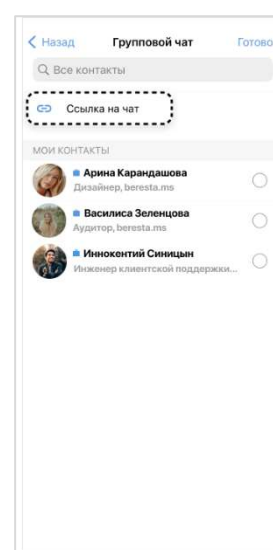 Назад
Групповой чат
Готово
Все контакты
Ссылка на чат
МОИ КОНТАКТЫ
Арина Карандашова
Дизайнер, beresta.ms
Василиса Зеленцова
Аудитор, beresta.ms
Иннокентий Синицын
Инженер клиентской поддержки...